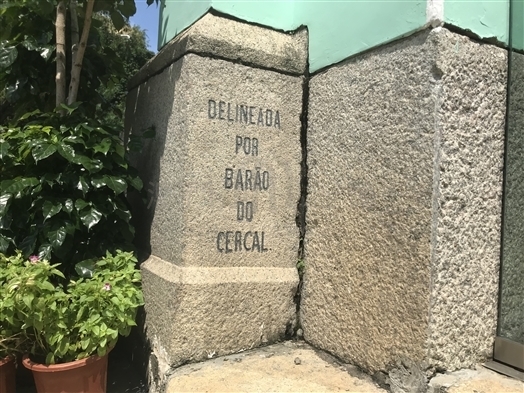 DELINEADA
POR
BARÃO
DO
CERCAL